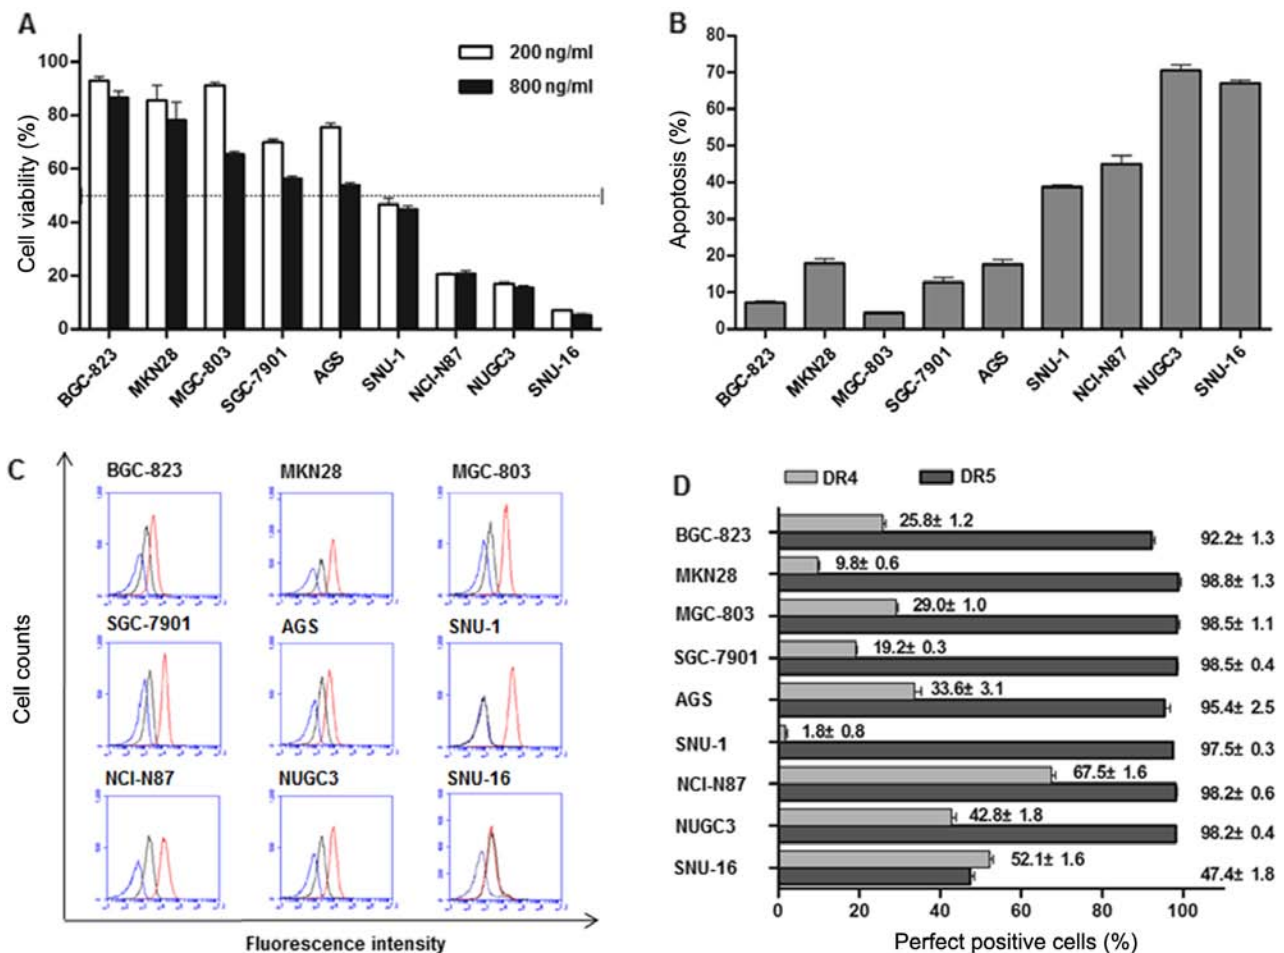 A
200 ng/ml
800 ng/ml
Cell viability (%)
100
80
60
40
20
0
BGC-823
MKN28
MGC-803
SGC-7901
AGS
SNU-1
NCI-N87
NUGC3
SNU-16
B
Apoptosis (%)
80
70
60
50
40
30
20
10
0
BGC-823
MKN28
MGC-803
SGC-7901
AGS
SNU-1
NCI-N87
NUGC3
SNU-16
C
Cell counts
BGC-823 MKN28 MGC-803
SGC-7901 AGS SNU-1
NCI-N87 NUGC3 SNU-16
Fluorescence intensity
D
DR4 DR5
BGC-823 25.8± 1.2 92.2± 1.3
MKN28 9.8± 0.6 98.8± 1.3
MGC-803 29.0± 1.0 98.5± 1.1
SGC-7901 19.2± 0.3 98.5± 0.4
AGS 33.6± 3.1 95.4± 2.5
SNU-1 1.8± 0.8 97.5± 0.3
NCI-N87 67.5± 1.6 98.2± 0.6
NUGC3 42.8± 1.8 98.2± 0.4
SNU-16 52.1± 1.6 47.4± 1.8
0 20 40 60 80 100
Perfect positive cells (%)